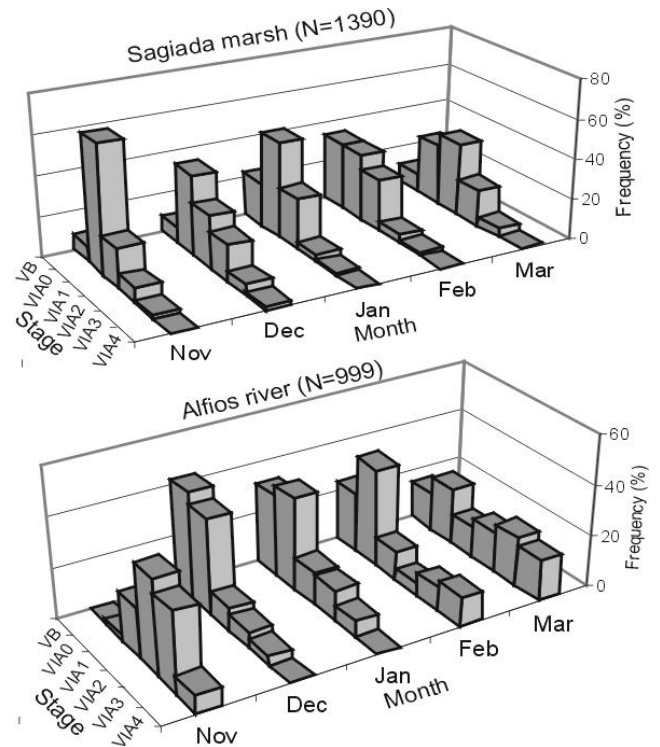 Sagiada marsh (N=1390)
80
60
40
20
0
Frequency (%)
VB
VIA0
VIA1
VIA2
VIA3
VIA4
Stage
Nov
Dec
Jan
Feb
Mar
Month
Alfios river (N=999)
60
40
20
0
Frequency (%)
VB
VIA0
VIA1
VIA2
VIA3
VIA4
Stage
Nov
Dec
Jan
Feb
Mar
Month